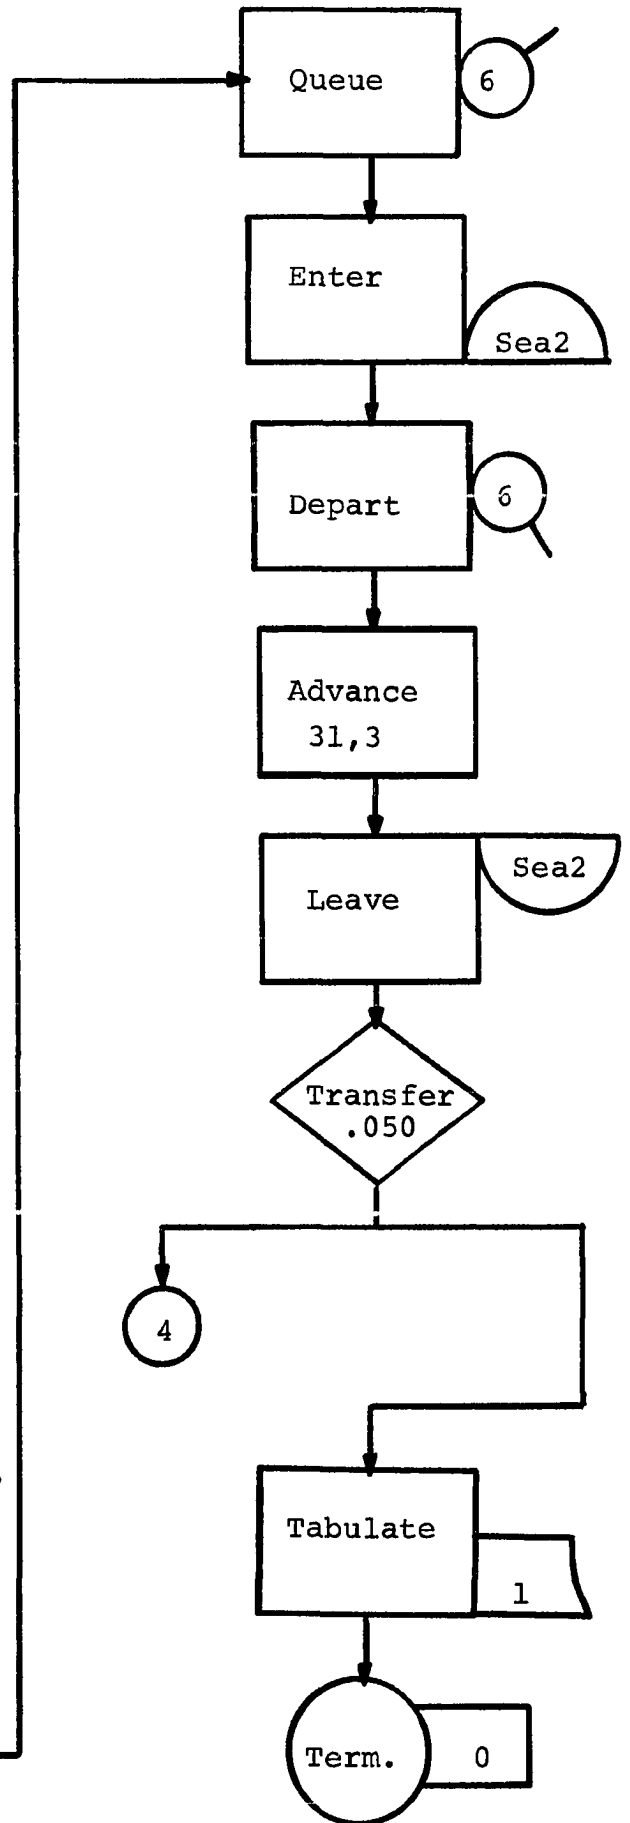 Queue
6
Enter
Sea2
Depart
6
Advance
31,3
Leave
Sea2
Transfer
.050
4
Tabulate
1
Term.
0